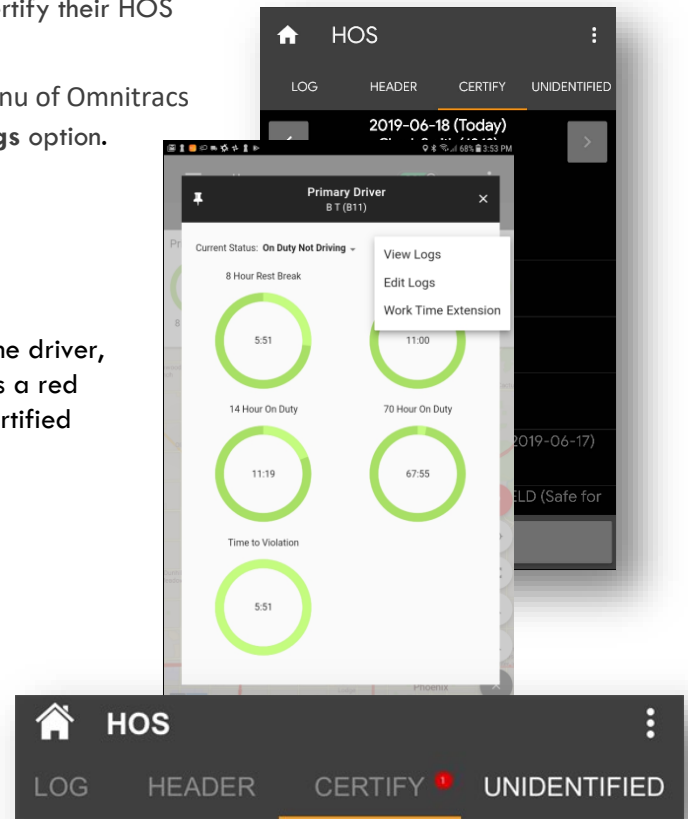 rtify their HOS
nu of Omnitracs
gs option.
ne driver,
s a red
rtified
HOS
LOG HEADER CERTIFY UNIDENTIFIED
2019-06-18 (Today)
68% 3:53 PM
Primary Driver
B T (B11)
Current Status: On Duty Not Driving
View Logs
Edit Logs
Work Time Extension
8 Hour Rest Break
5:51
11:00
14 Hour On Duty 70 Hour On Duty
11:19 67:55
Time to Violation
5:51
2019-06-17)
ELD (Safe for
Phoenix
HOS
LOG HEADER CERTIFY 1 UNIDENTIFIED